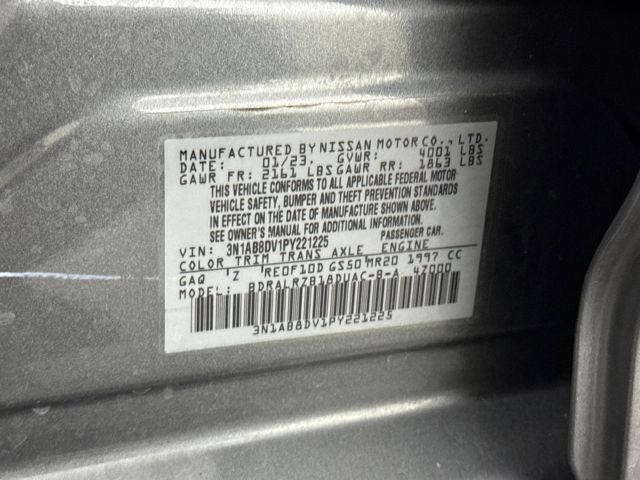 MANUFACTURED BY NISSAN MOTOR CO., LTD.
DATE: 01/23. GVWR: 4001 LBS
GAWR FR: 2161 LBS GAWR RR: 1863 LBS
THIS VEHICLE CONFORMS TO ALL APPLICABLE FEDERAL MOTOR
VEHICLE SAFETY, BUMPER AND THEFT PREVENTION STANDARDS
IN EFFECT ON THE DATE OF MANUFACTURE SHOWN ABOVE.
SEE OWNER'S MANUAL FOR ADDITIONAL INFORMATION.
VIN: 3N1AB8DV1PY221225 PASSENGER CAR.
COLOR TRIM TRANS AXLE ENGINE
GAQ Z RE0F10D GS50 MR20 1997 CC
MODEL: BDRALRZB18DUAC-B-A 4Z000
3N1AB8DV1PY221225